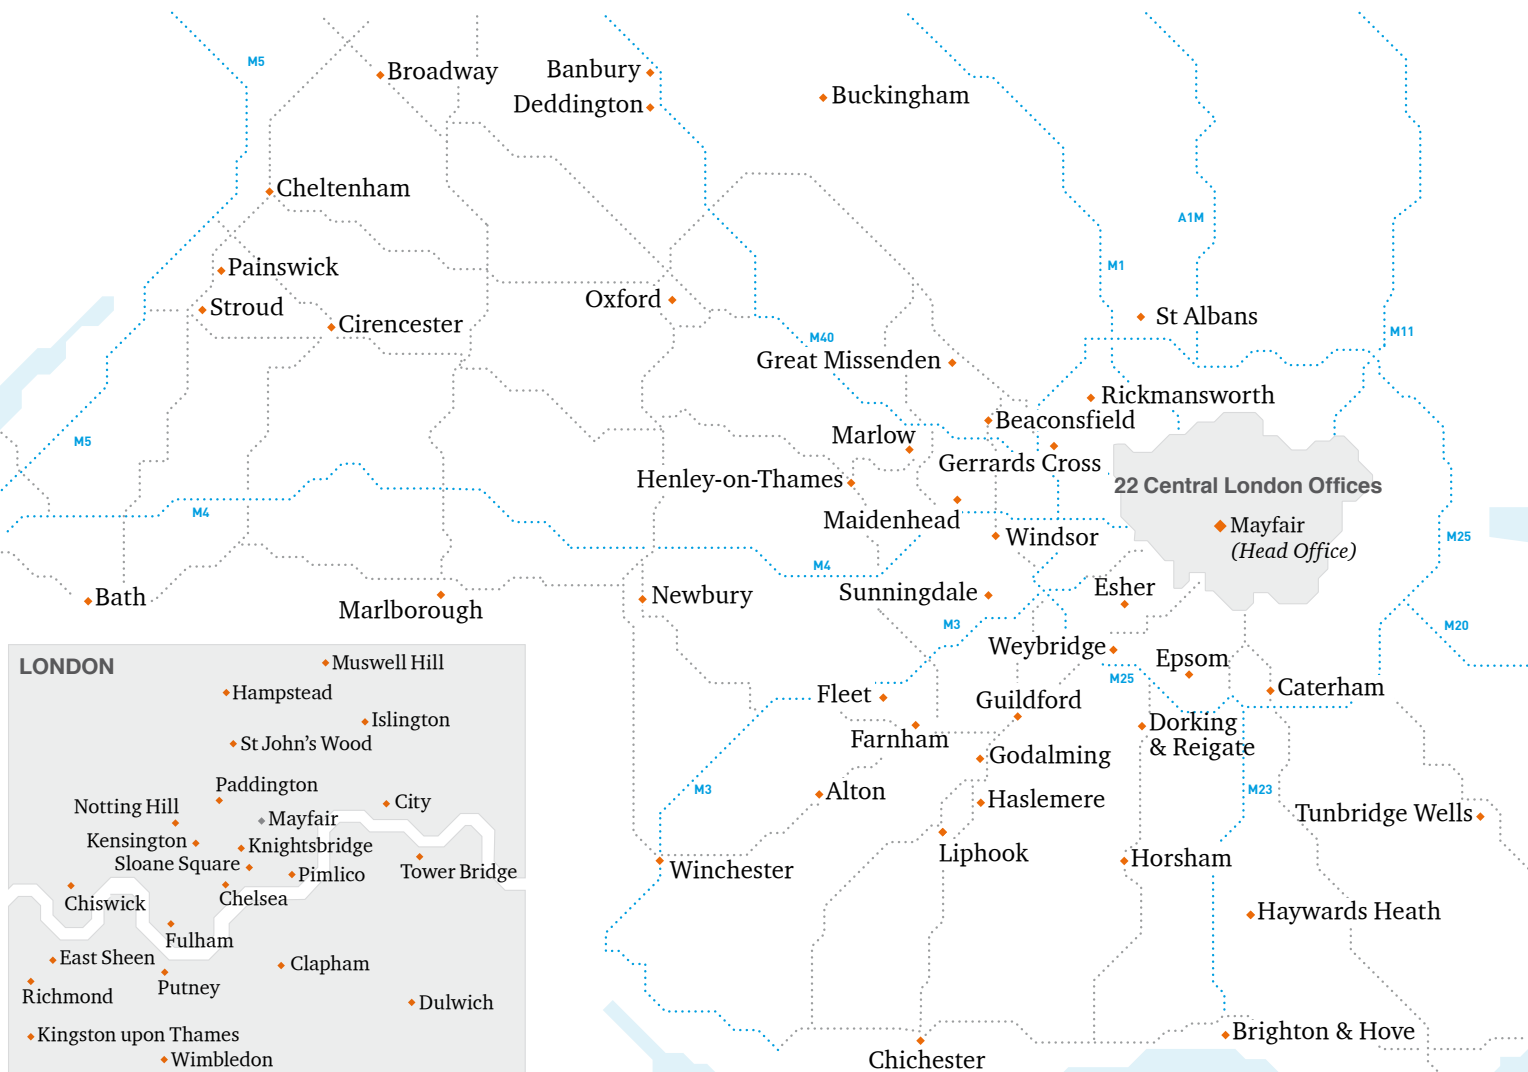 M5
Broadway
Banbury
Deddington
Buckingham
Cheltenham
A1M
Painswick
M1
Stroud
Oxford
Cirencester
St Albans
M40
M11
Great Missenden
Rickmansworth
Beaconsfield
Marlow
M5
Gerrards Cross
Henley-on-Thames
22 Central London Offices
M4
Maidenhead
Mayfair
(Head Office)
Windsor
M25
M4
Esher
Bath
Marlborough
Newbury
Sunningdale
M3
M20
Weybridge
Epsom
M25
Caterham
Fleet
Guildford
Dorking
& Reigate
Farnham
Godalming
M3
Alton
Haslemere
M23
Tunbridge Wells
Liphook
Horsham
Winchester
Haywards Heath
Brighton & Hove
Chichester
LONDON
Muswell Hill
Hampstead
Islington
St John’s Wood
Paddington
Notting Hill
City
Mayfair
Kensington
Knightsbridge
Sloane Square
Tower Bridge
Pimlico
Chelsea
Chiswick
Fulham
East Sheen
Clapham
Putney
Richmond
Dulwich
Kingston upon Thames
Wimbledon